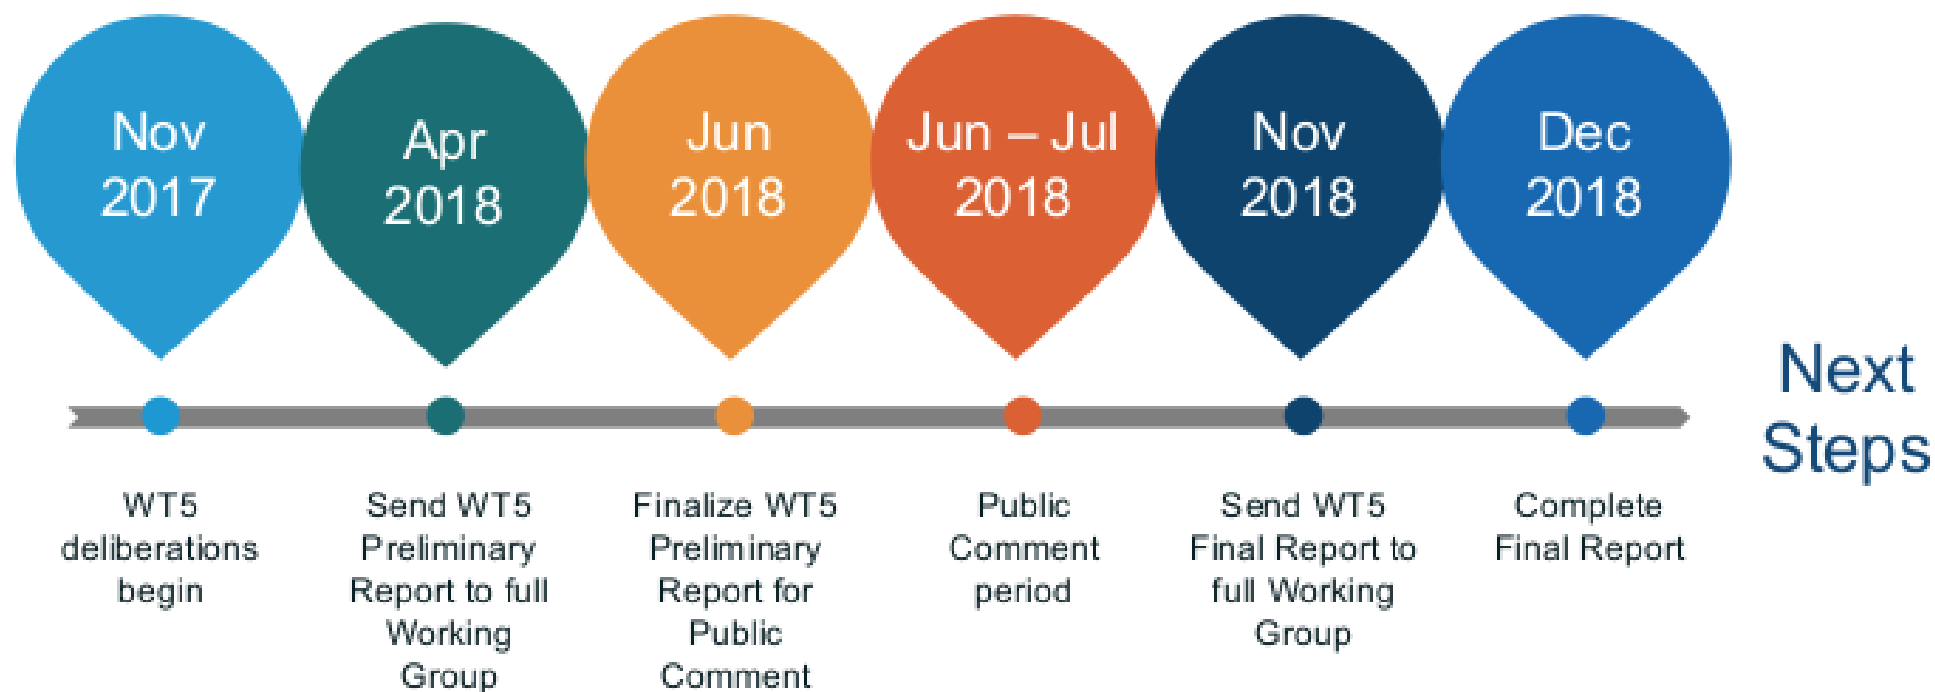 Nov
2017
Apr
2018
Jun
2018
Jun – Jul
2018
Nov
2018
Dec
2018
Next
Steps
WT5
deliberations
begin
Send WT5
Preliminary
Report to full
Working
Group
Finalize WT5
Preliminary
Report for
Public
Comment
Public
Comment
period
Send WT5
Final Report to
full Working
Group
Complete
Final Report